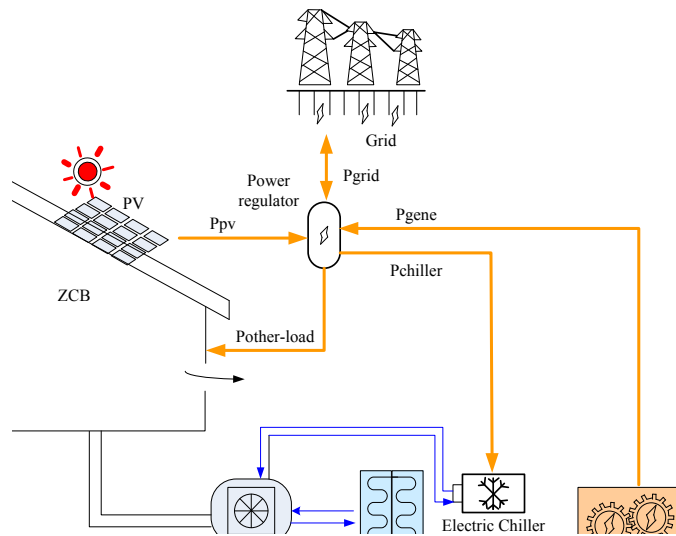 Grid
Power
regulator
Pgrid
PV
Ppv
Pgene
Pchiller
ZCB
Pother-load
Electric Chiller